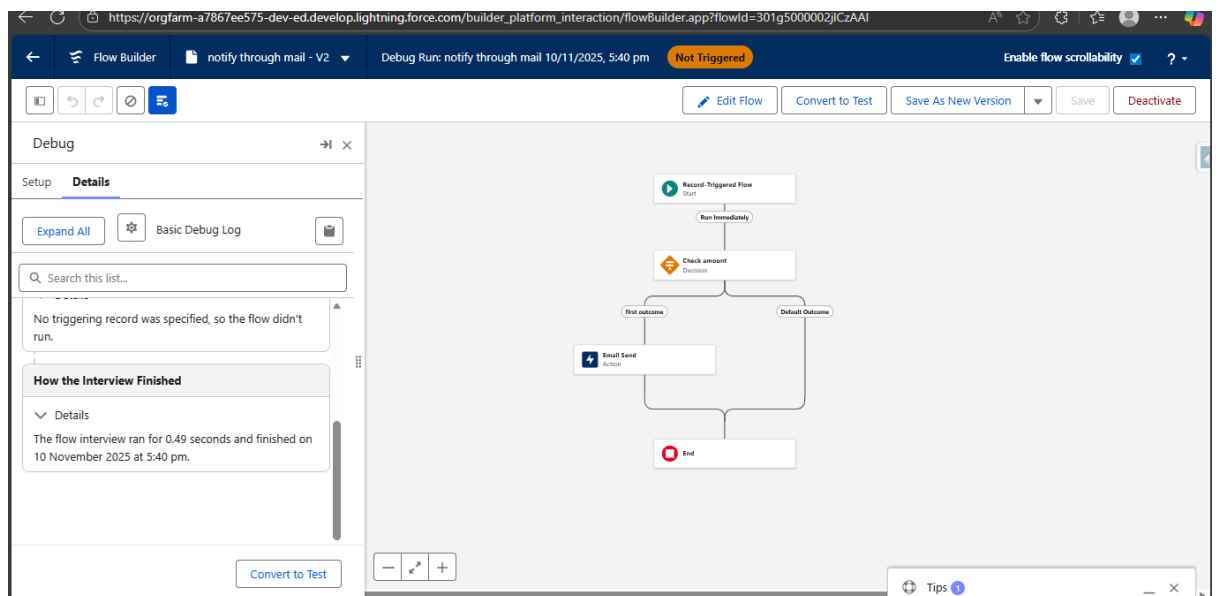 https://orgfarm-a7867ee575-dev-ed.develop.lightning.force.com/builder_platform_interaction/flowBuilder.app?flowId=301g5000002jlCzAAI
Flow Builder notify through mail - V2 Debug Run: notify through mail 10/11/2025, 5:40 pm Not Triggered Enable flow scrollability ?
Edit Flow Convert to Test Save As New Version Save Deactivate
Debug
Setup Details
Expand All Basic Debug Log
Search this list...
No triggering record was specified, so the flow didn't
run.
How the Interview Finished
Details
The flow interview ran for 0.49 seconds and finished on
10 November 2025 at 5:40 pm.
Convert to Test
Record-Triggered Flow
Start
Run Immediately
Check amount
Decision
first outcome Default Outcome
Email Send
Action
End
Tips 1